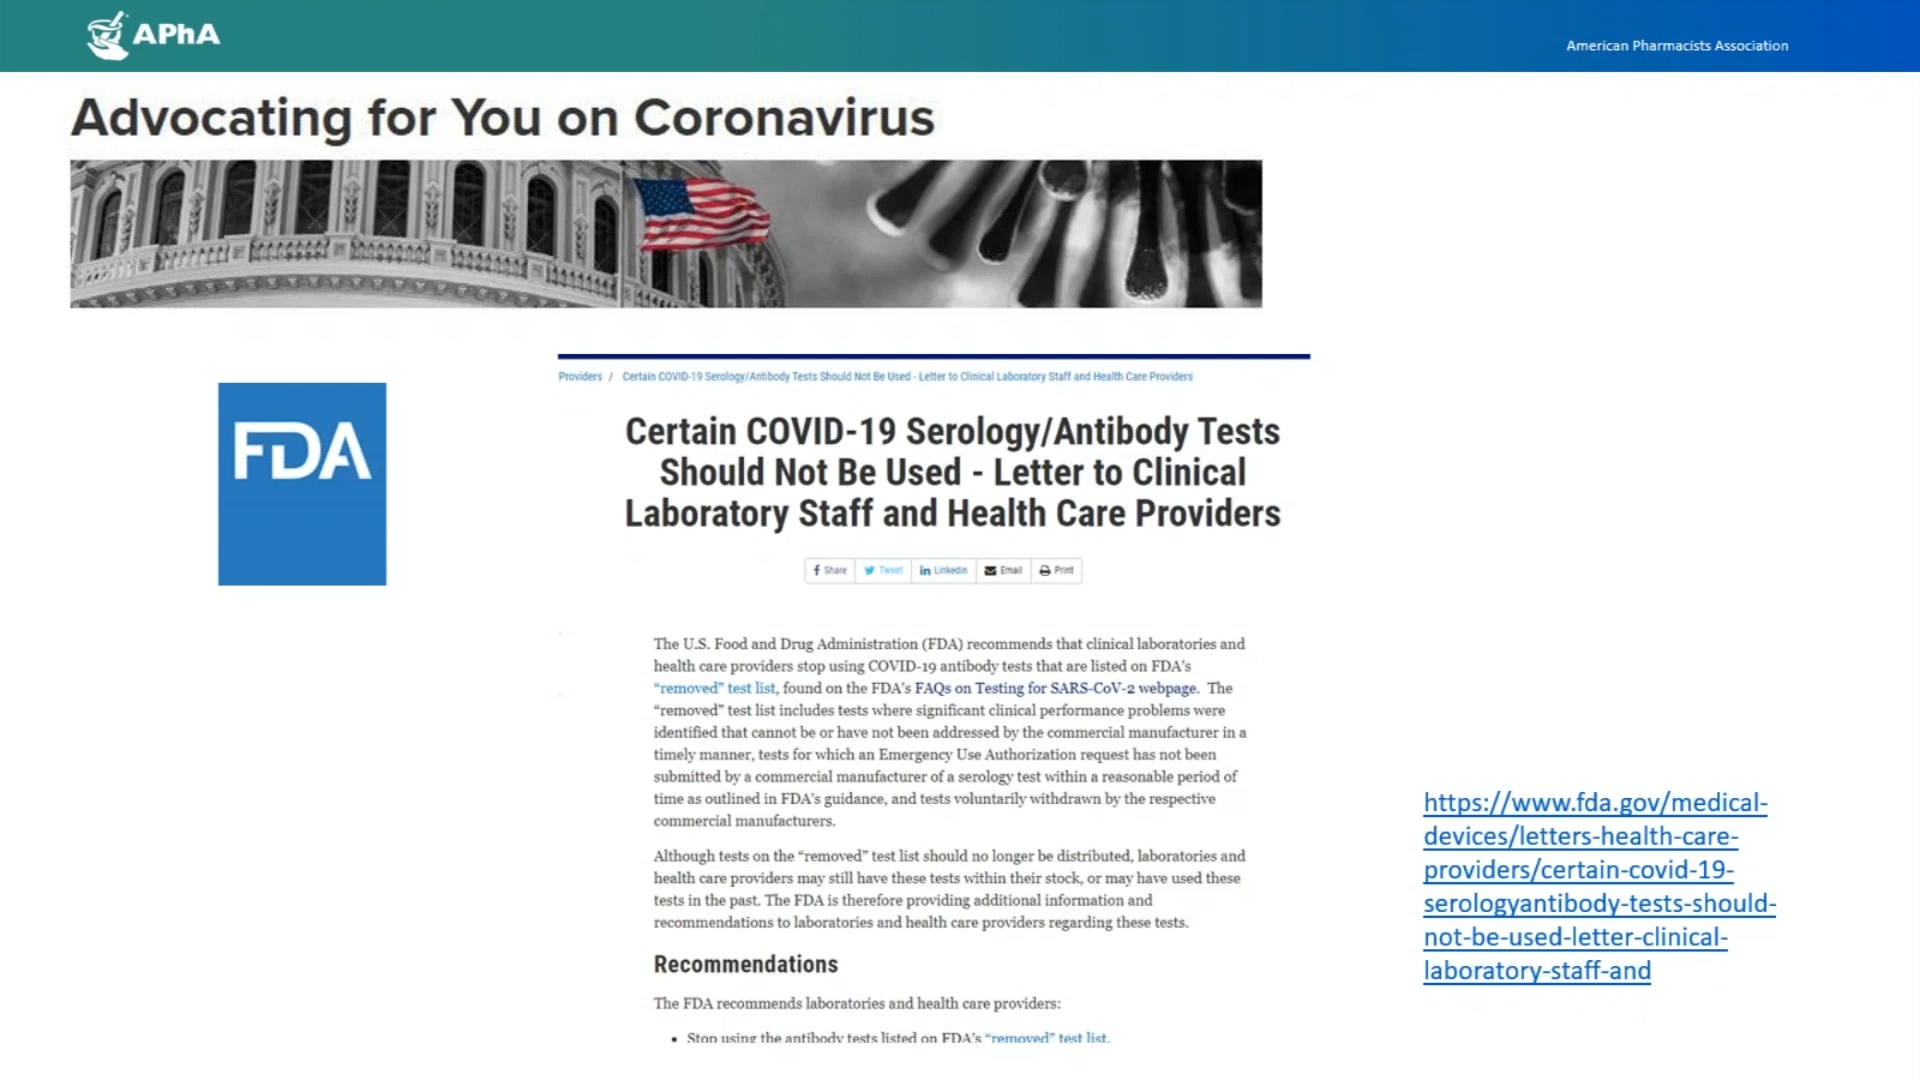 APhA
American Pharmacists Association
Advocating for You on Coronavirus
FDA
Providers / Certain COVID-19 Serology/Antibody Tests Should Not Be Used - Letter to Clinical Laboratory Staff and Health Care Providers
Certain COVID-19 Serology/Antibody Tests
Should Not Be Used - Letter to Clinical
Laboratory Staff and Health Care Providers
Share Tweet Linkedin Email Print
The U.S. Food and Drug Administration (FDA) recommends that clinical laboratories and
health care providers stop using COVID-19 antibody tests that are listed on FDA's
“removed” test list, found on the FDA's FAQs on Testing for SARS-CoV-2 webpage. The
“removed” test list includes tests where significant clinical performance problems were
identified that cannot be or have not been addressed by the commercial manufacturer in a
timely manner, tests for which an Emergency Use Authorization request has not been
submitted by a commercial manufacturer of a serology test within a reasonable period of
time as outlined in FDA's guidance, and tests voluntarily withdrawn by the respective
commercial manufacturers.
Although tests on the “removed” test list should no longer be distributed, laboratories and
health care providers may still have these tests within their stock, or may have used these
tests in the past. The FDA is therefore providing additional information and
recommendations to laboratories and health care providers regarding these tests.
Recommendations
The FDA recommends laboratories and health care providers:
• Stop using the antibody tests listed on FDA's “removed” test list.
https://www.fda.gov/medical-
devices/letters-health-care-
providers/certain-covid-19-
serologyantibody-tests-should-
not-be-used-letter-clinical-
laboratory-staff-and